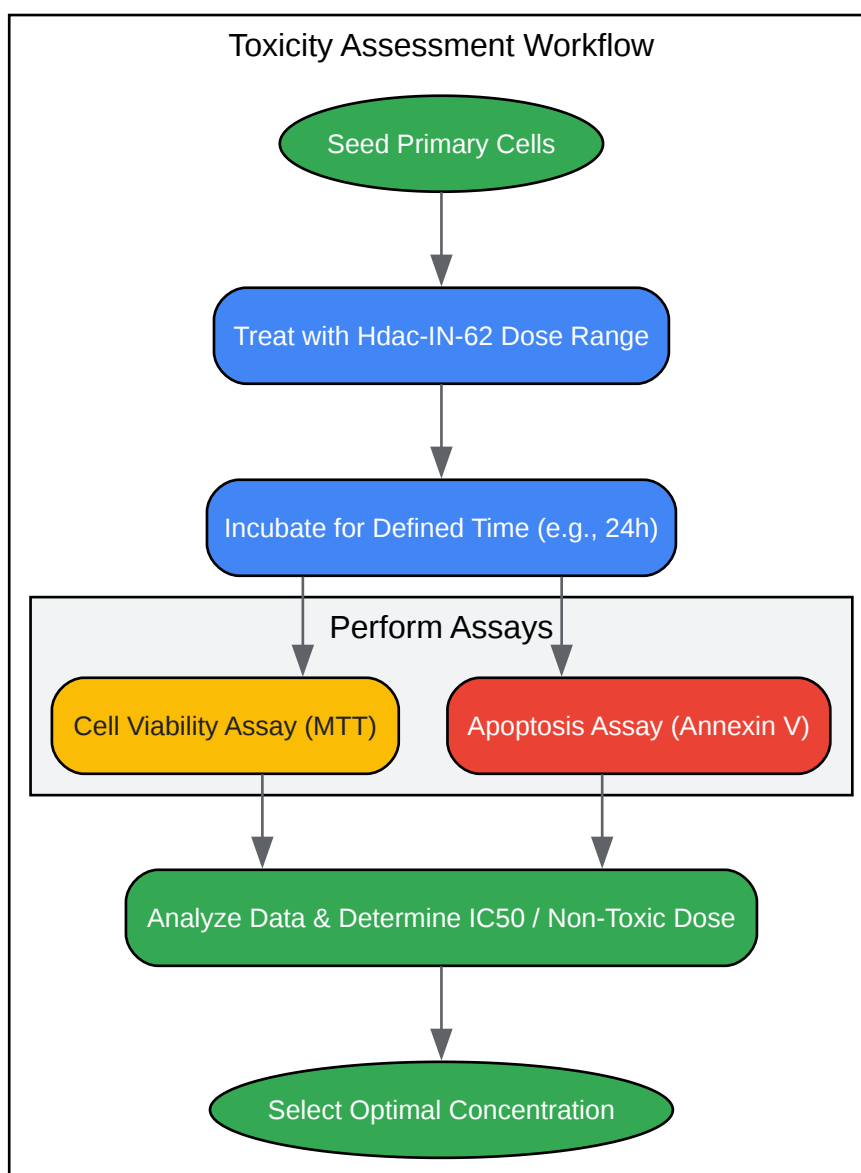 Toxicity Assessment Workflow
Seed Primary Cells
Treat with Hdac-IN-62 Dose Range
Incubate for Defined Time (e.g., 24h)
Perform Assays
Cell Viability Assay (MTT)
Apoptosis Assay (Annexin V)
Analyze Data & Determine IC50 / Non-Toxic Dose
Select Optimal Concentration